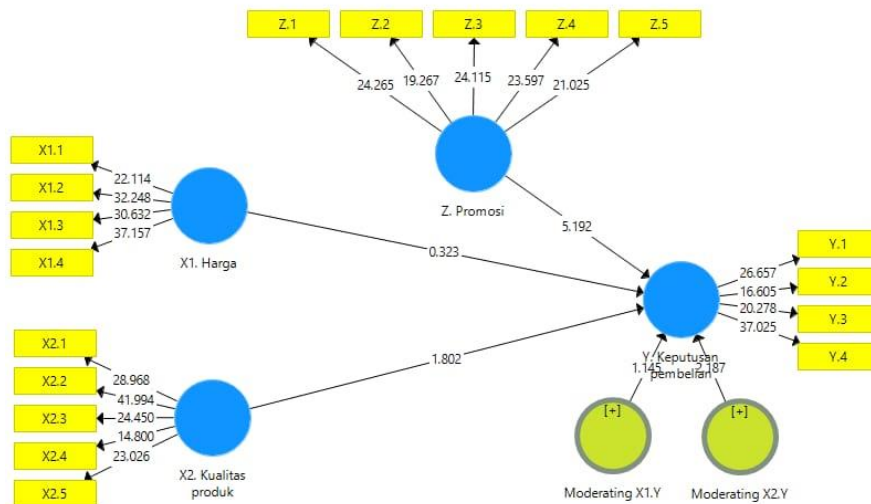 Z.1
Z.2
Z.3
Z.4
Z.5
24.265
19.267
24.115
23.597
21.025
Z. Promosi
X1.1
X1.2
X1.3
X1.4
22.114
32.248
30.632
37.157
X1. Harga
5.192
0.323
1.802
Y.1
Y.2
Y.3
Y.4
26.657
16.605
20.278
37.025
Y. Keputusan
pembelian
1.145
2.187
X2.1
X2.2
X2.3
X2.4
X2.5
28.968
41.994
24.450
14.800
23.026
X2. Kualitas
produk
[+]
[+]
Moderating X1.Y
Moderating X2.Y